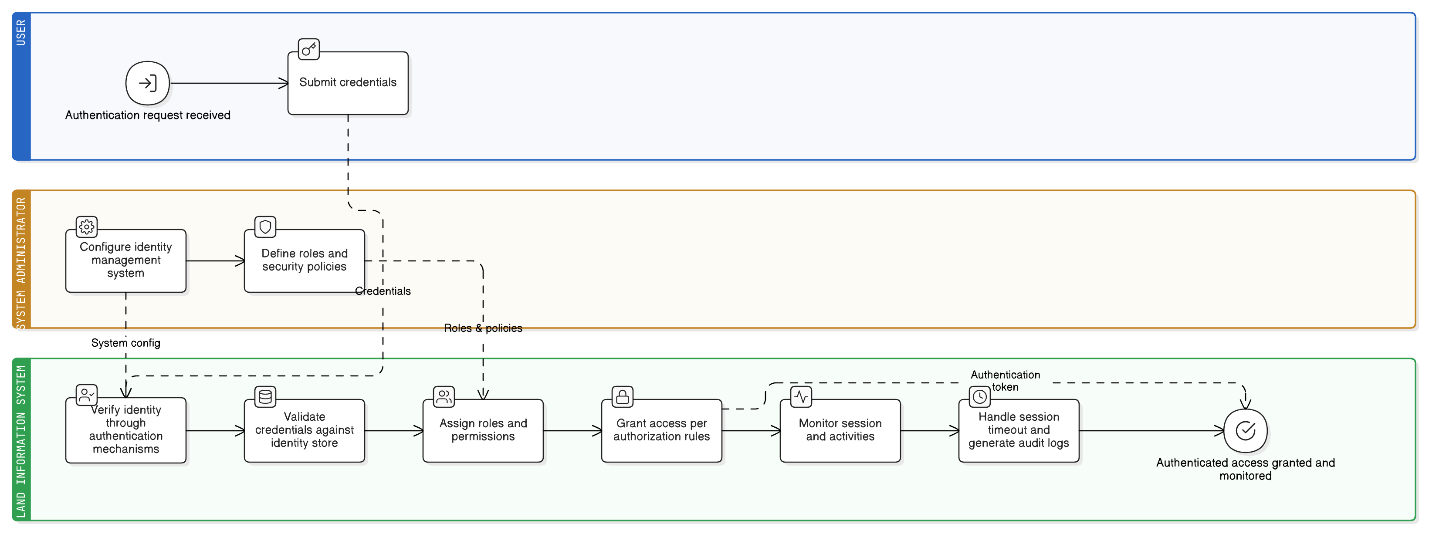 USER
Submit credentials
Authentication request received
SYSTEM ADMINISTRATOR
Configure identity
management
system
Define roles and
security policies
Credentials
Roles & policies
System config
LAND INFORMATION SYSTEM
Authentication
token
Verify identity
through
authentication
mechanisms
Validate
credentials against
identity store
Assign roles and
permissions
Grant access per
authorization rules
Monitor session
and activities
Handle session
timeout and
generate audit logs
Authenticated access granted and
monitored